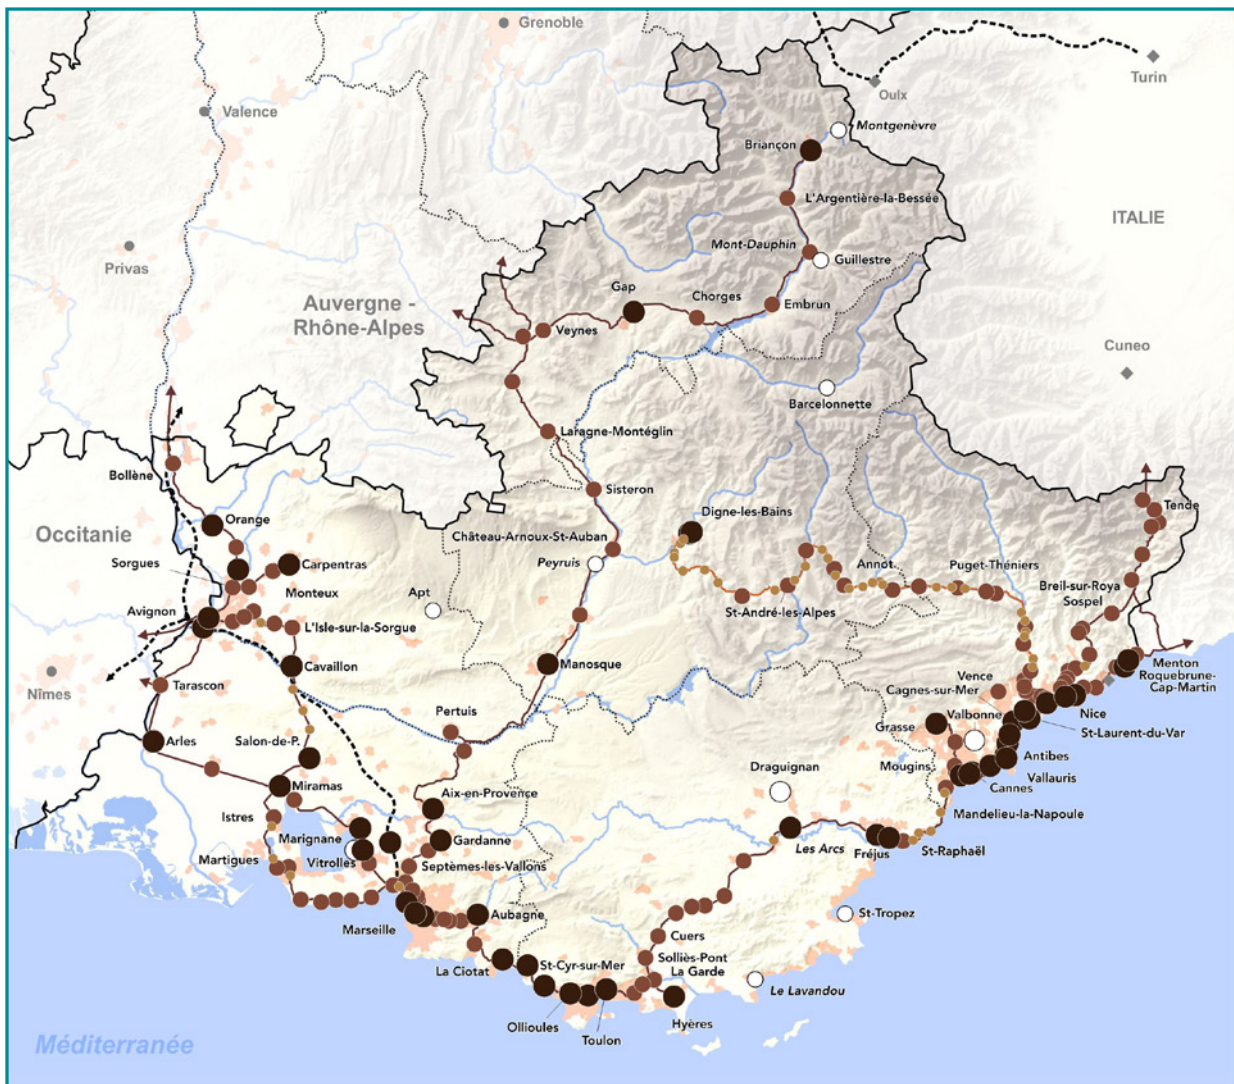 Grenoble
Turin
Oulx
Valence
Montgenèvre
Briançon
L'Argentière-la-Bessée
ITALIE
Mont-Dauphin
Privas
Guillestre
Gap
Auvergne -
Rhône-Alpes
Chorges
Embrun
Veynes
Cuneo
Barcelonnette
Laragne-Montéglin
Bollène
Sisteron
Tende
Orange
Digne-les-Bains
Occitanie
Château-Arnoux-St-Auban
Sorgues
Carpentras
Peyruis
Annot
Puget-Théniers
Monteux
Apt
Breil-sur-Roya
Avignon
St-André-les-Alpes
Sospel
L'Isle-sur-la-Sorgue
Cavaillon
Manosque
Menton
Nîmes
Tarascon
Vence
Roquebrune-
Cap-Martin
Cagnes-sur-Mer
Pertuis
Valbonne
Nice
Grasse
St-Laurent-du-Var
Arles
Salon-de-P.
Mougins
Antibes
Draguignan
Vallauris
Miramas
Cannes
Aix-en-Provence
Mandelieu-la-Napoule
Istres
Marignane
Gardanne
Les Arcs
Fréjus
St-Raphaël
Martigues
Vitrolles
Septèmes-les-Vallons
Aubagne
St-Tropez
Marseille
Cuers
Solliès-Pont
La Ciotat
St-Cyr-sur-Mer
La Garde
Le Lavandou
Ollioules
Hyères
Toulon
Méditerranée